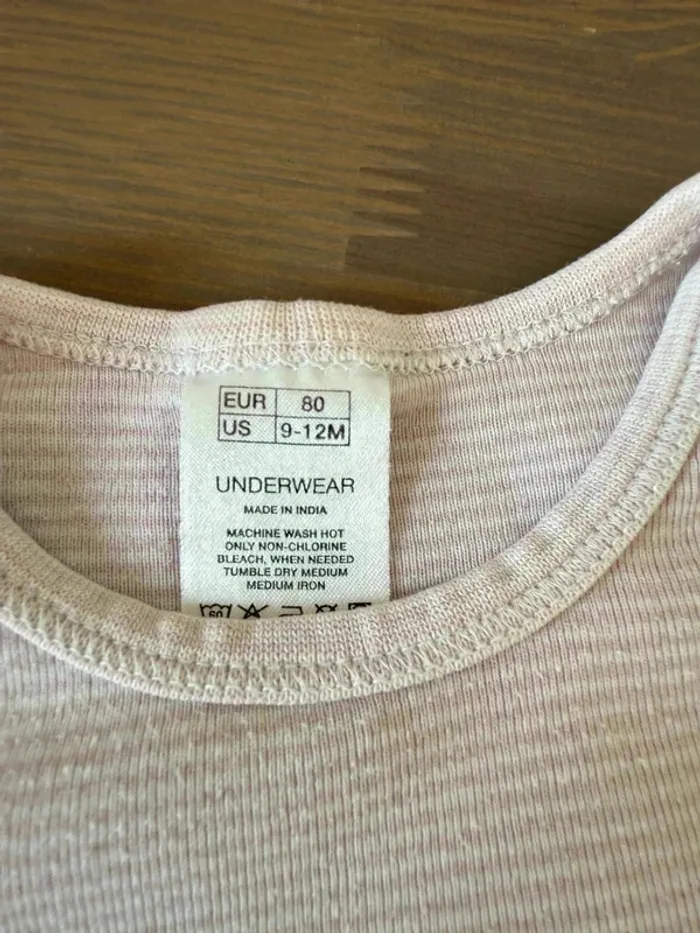 EUR 80
US 9-12M
UNDERWEAR
MADE IN INDIA
MACHINE WASH HOT
ONLY NON-CHLORINE
BLEACH, WHEN NEEDED
TUMBLE DRY MEDIUM
MEDIUM IRON
60